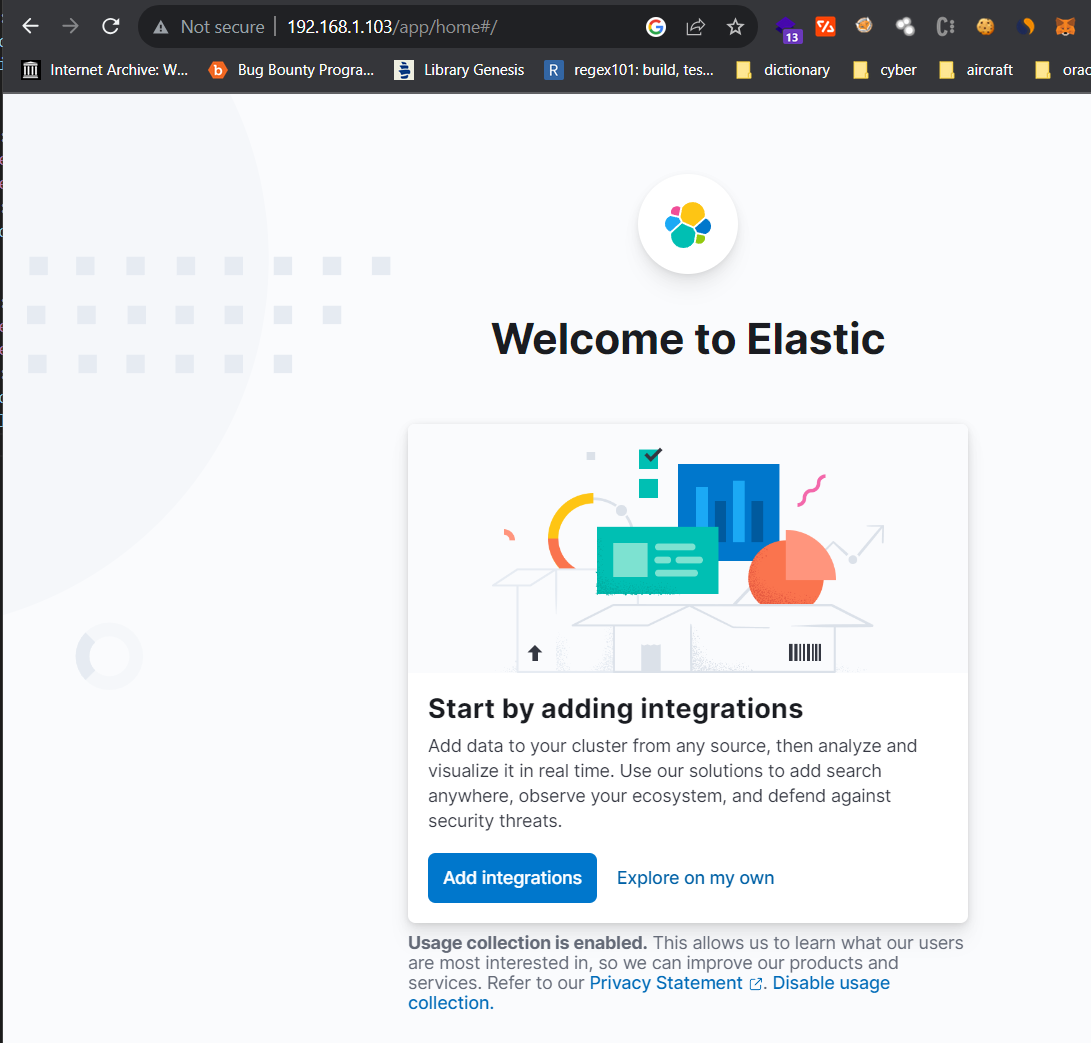 Not secure 192.168.1.103/app/home#/
13
Internet Archive: W... Bug Bounty Progra... Library Genesis R regex101: build, tes... dictionary cyber aircraft orac
Welcome to Elastic
Start by adding integrations
Add data to your cluster from any source, then analyze and
visualize it in real time. Use our solutions to add search
anywhere, observe your ecosystem, and defend against
security threats.
Add integrations Explore on my own
Usage collection is enabled. This allows us to learn what our users
are most interested in, so we can improve our products and
services. Refer to our Privacy Statement. Disable usage
collection.